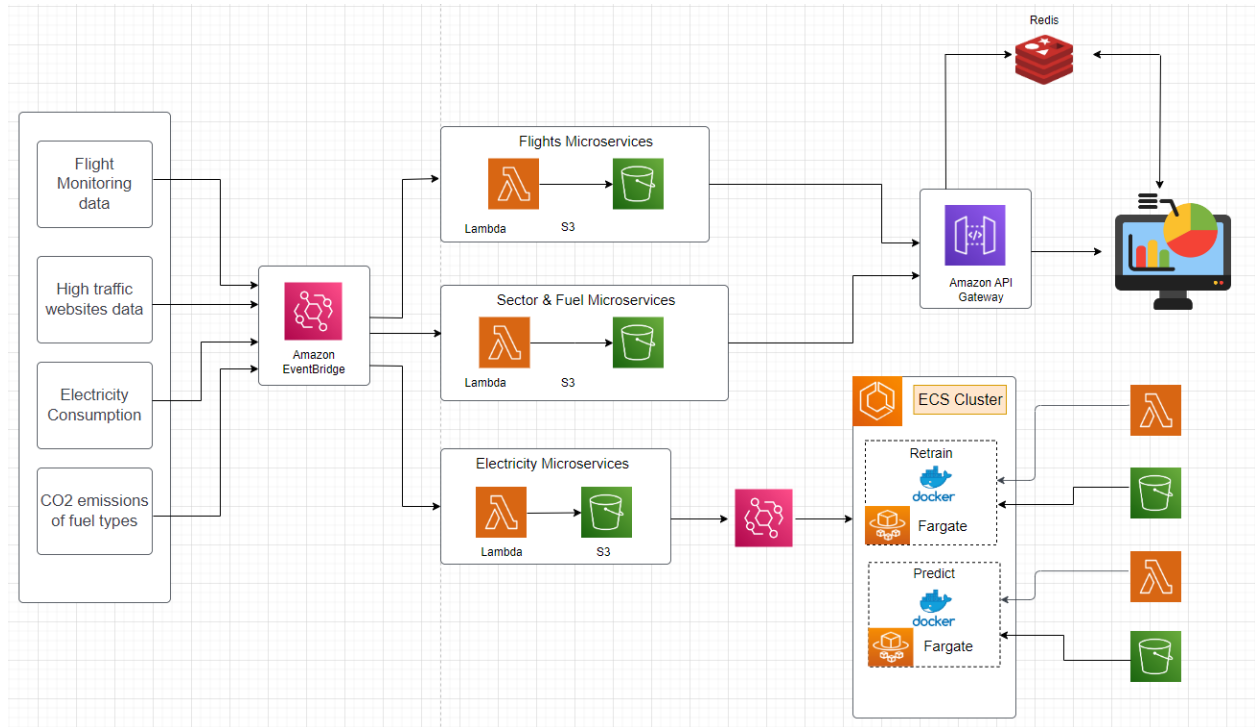 Redis
Flight
Monitoring
data
High traffic
websites data
Electricity
Consumption
CO2 emissions
of fuel types
Amazon
EventBridge
Flights Microservices
Lambda
S3
Sector & Fuel Microservices
Lambda
S3
Electricity Microservices
Lambda
S3
Amazon API
Gateway
ECS Cluster
Retrain
docker
Fargate
Predict
docker
Fargate